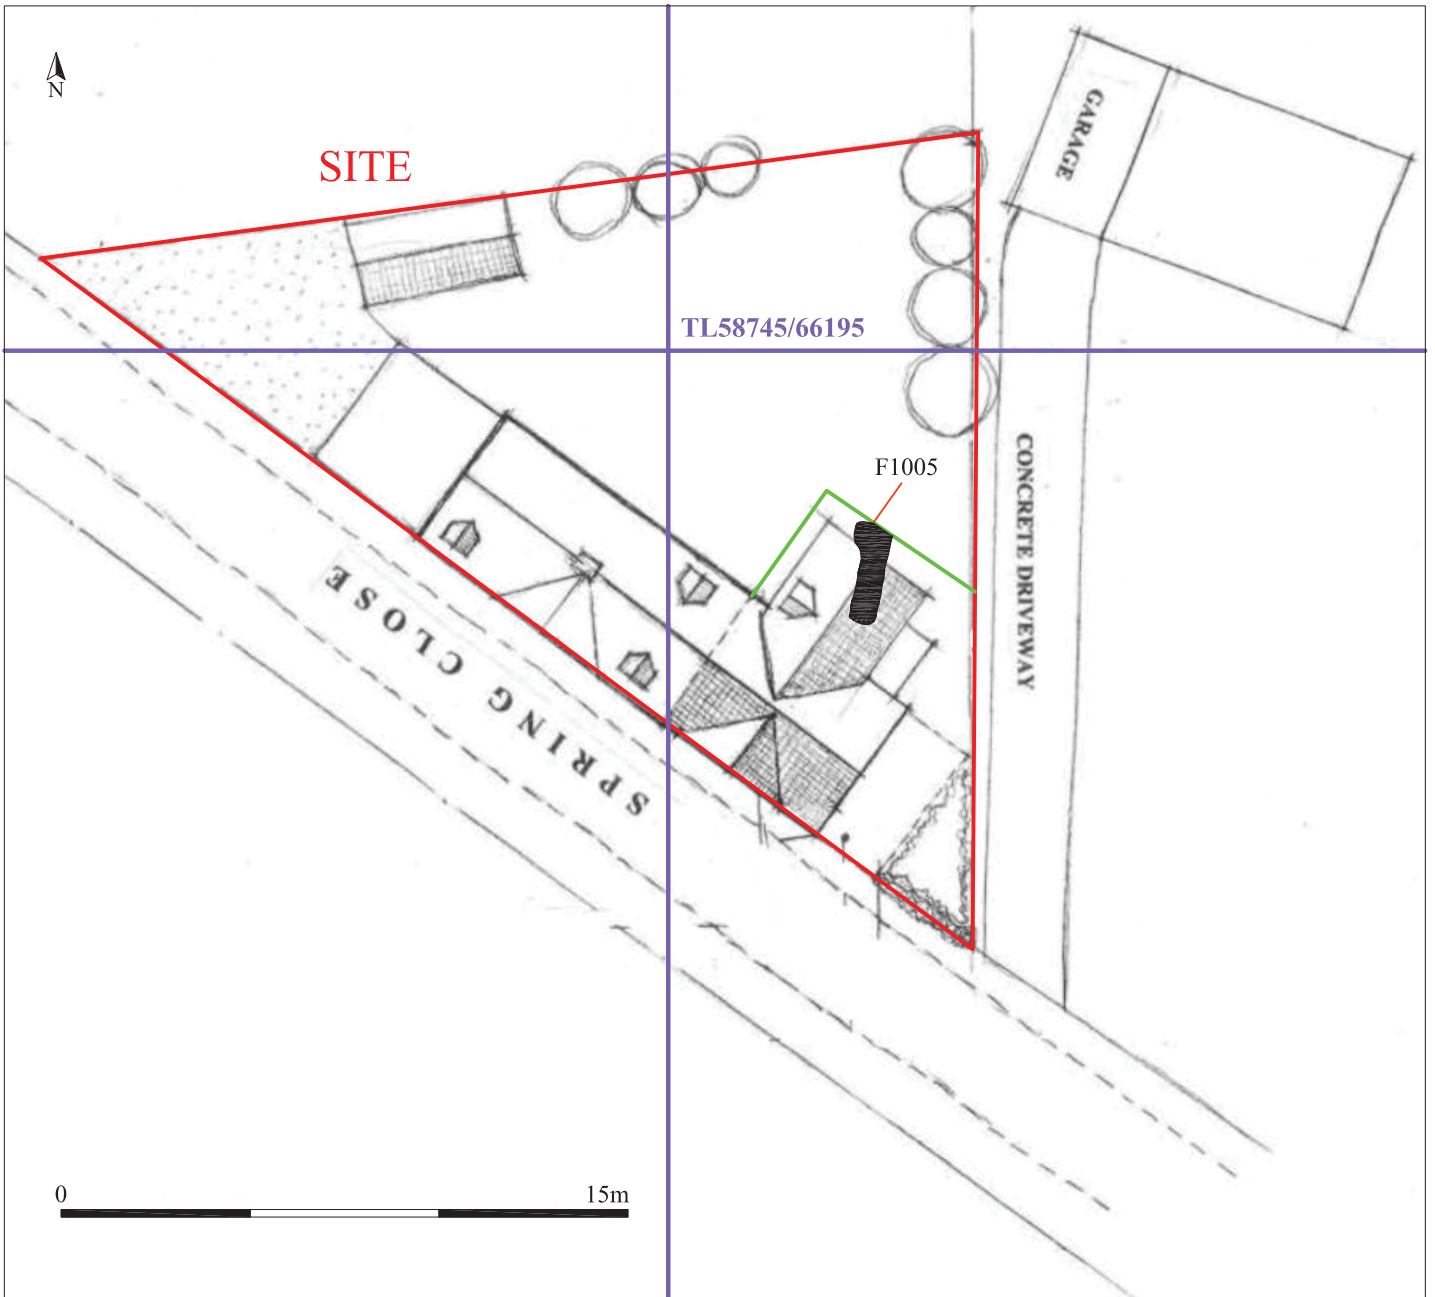 N
SITE
GARAGE
TL58745/66195
F1005
CONCRETE DRIVEWAY
SPRING CLOSE
0 15m